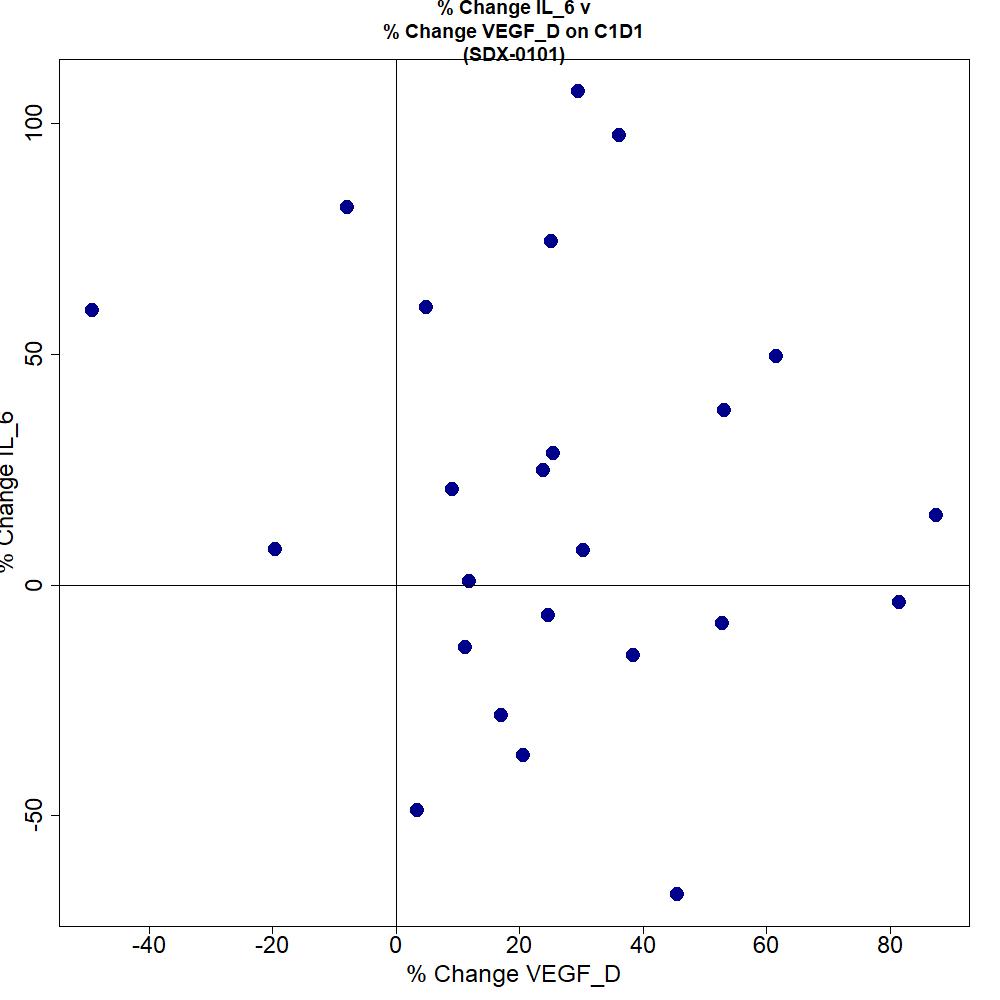 % Change IL_6 v
% Change VEGF_D on C1D1
(SDX-0101)
100
50
0
-50
% Change IL_6
-40 -20 0 20 40 60 80
% Change VEGF_D